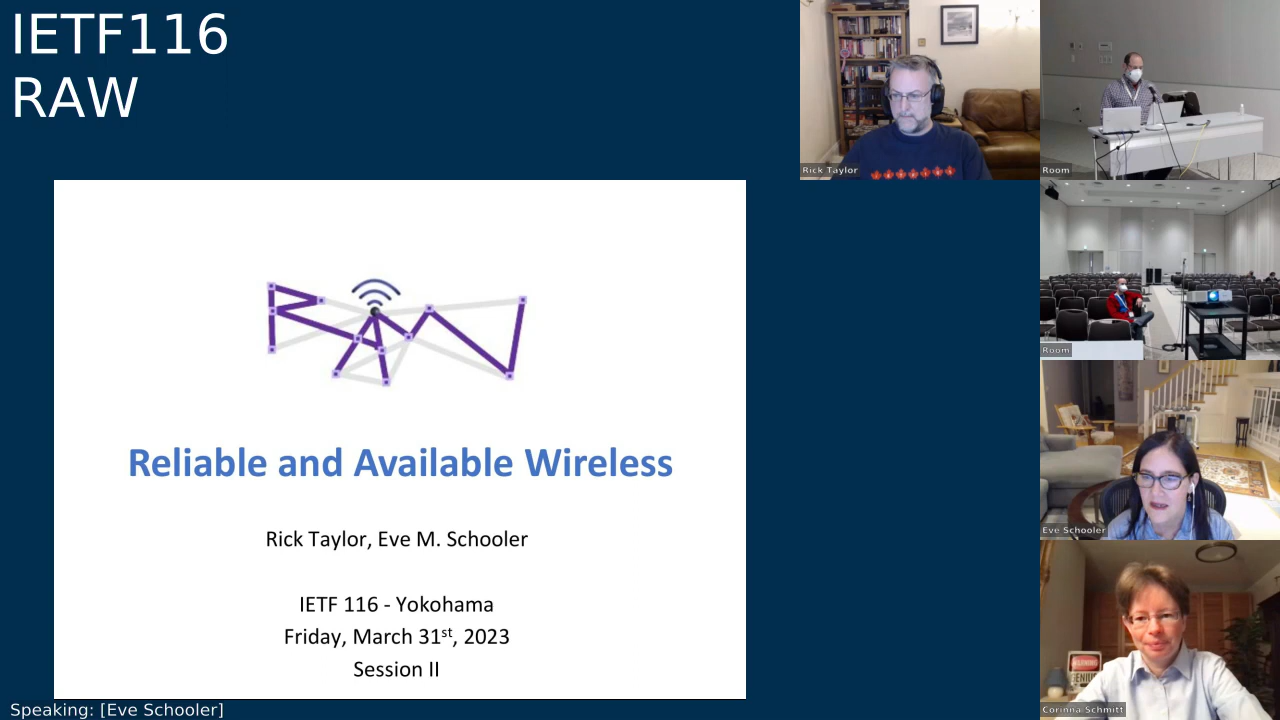 IETF116
RAW
RAW
Reliable and Available Wireless
Rick Taylor, Eve M. Schooler
IETF 116 - Yokohama
Friday, March 31st, 2023
Session II
Speaking: [Eve Schooler]
Rick Taylor
Room
Room
Eve Schooler
Corinna Schmitt